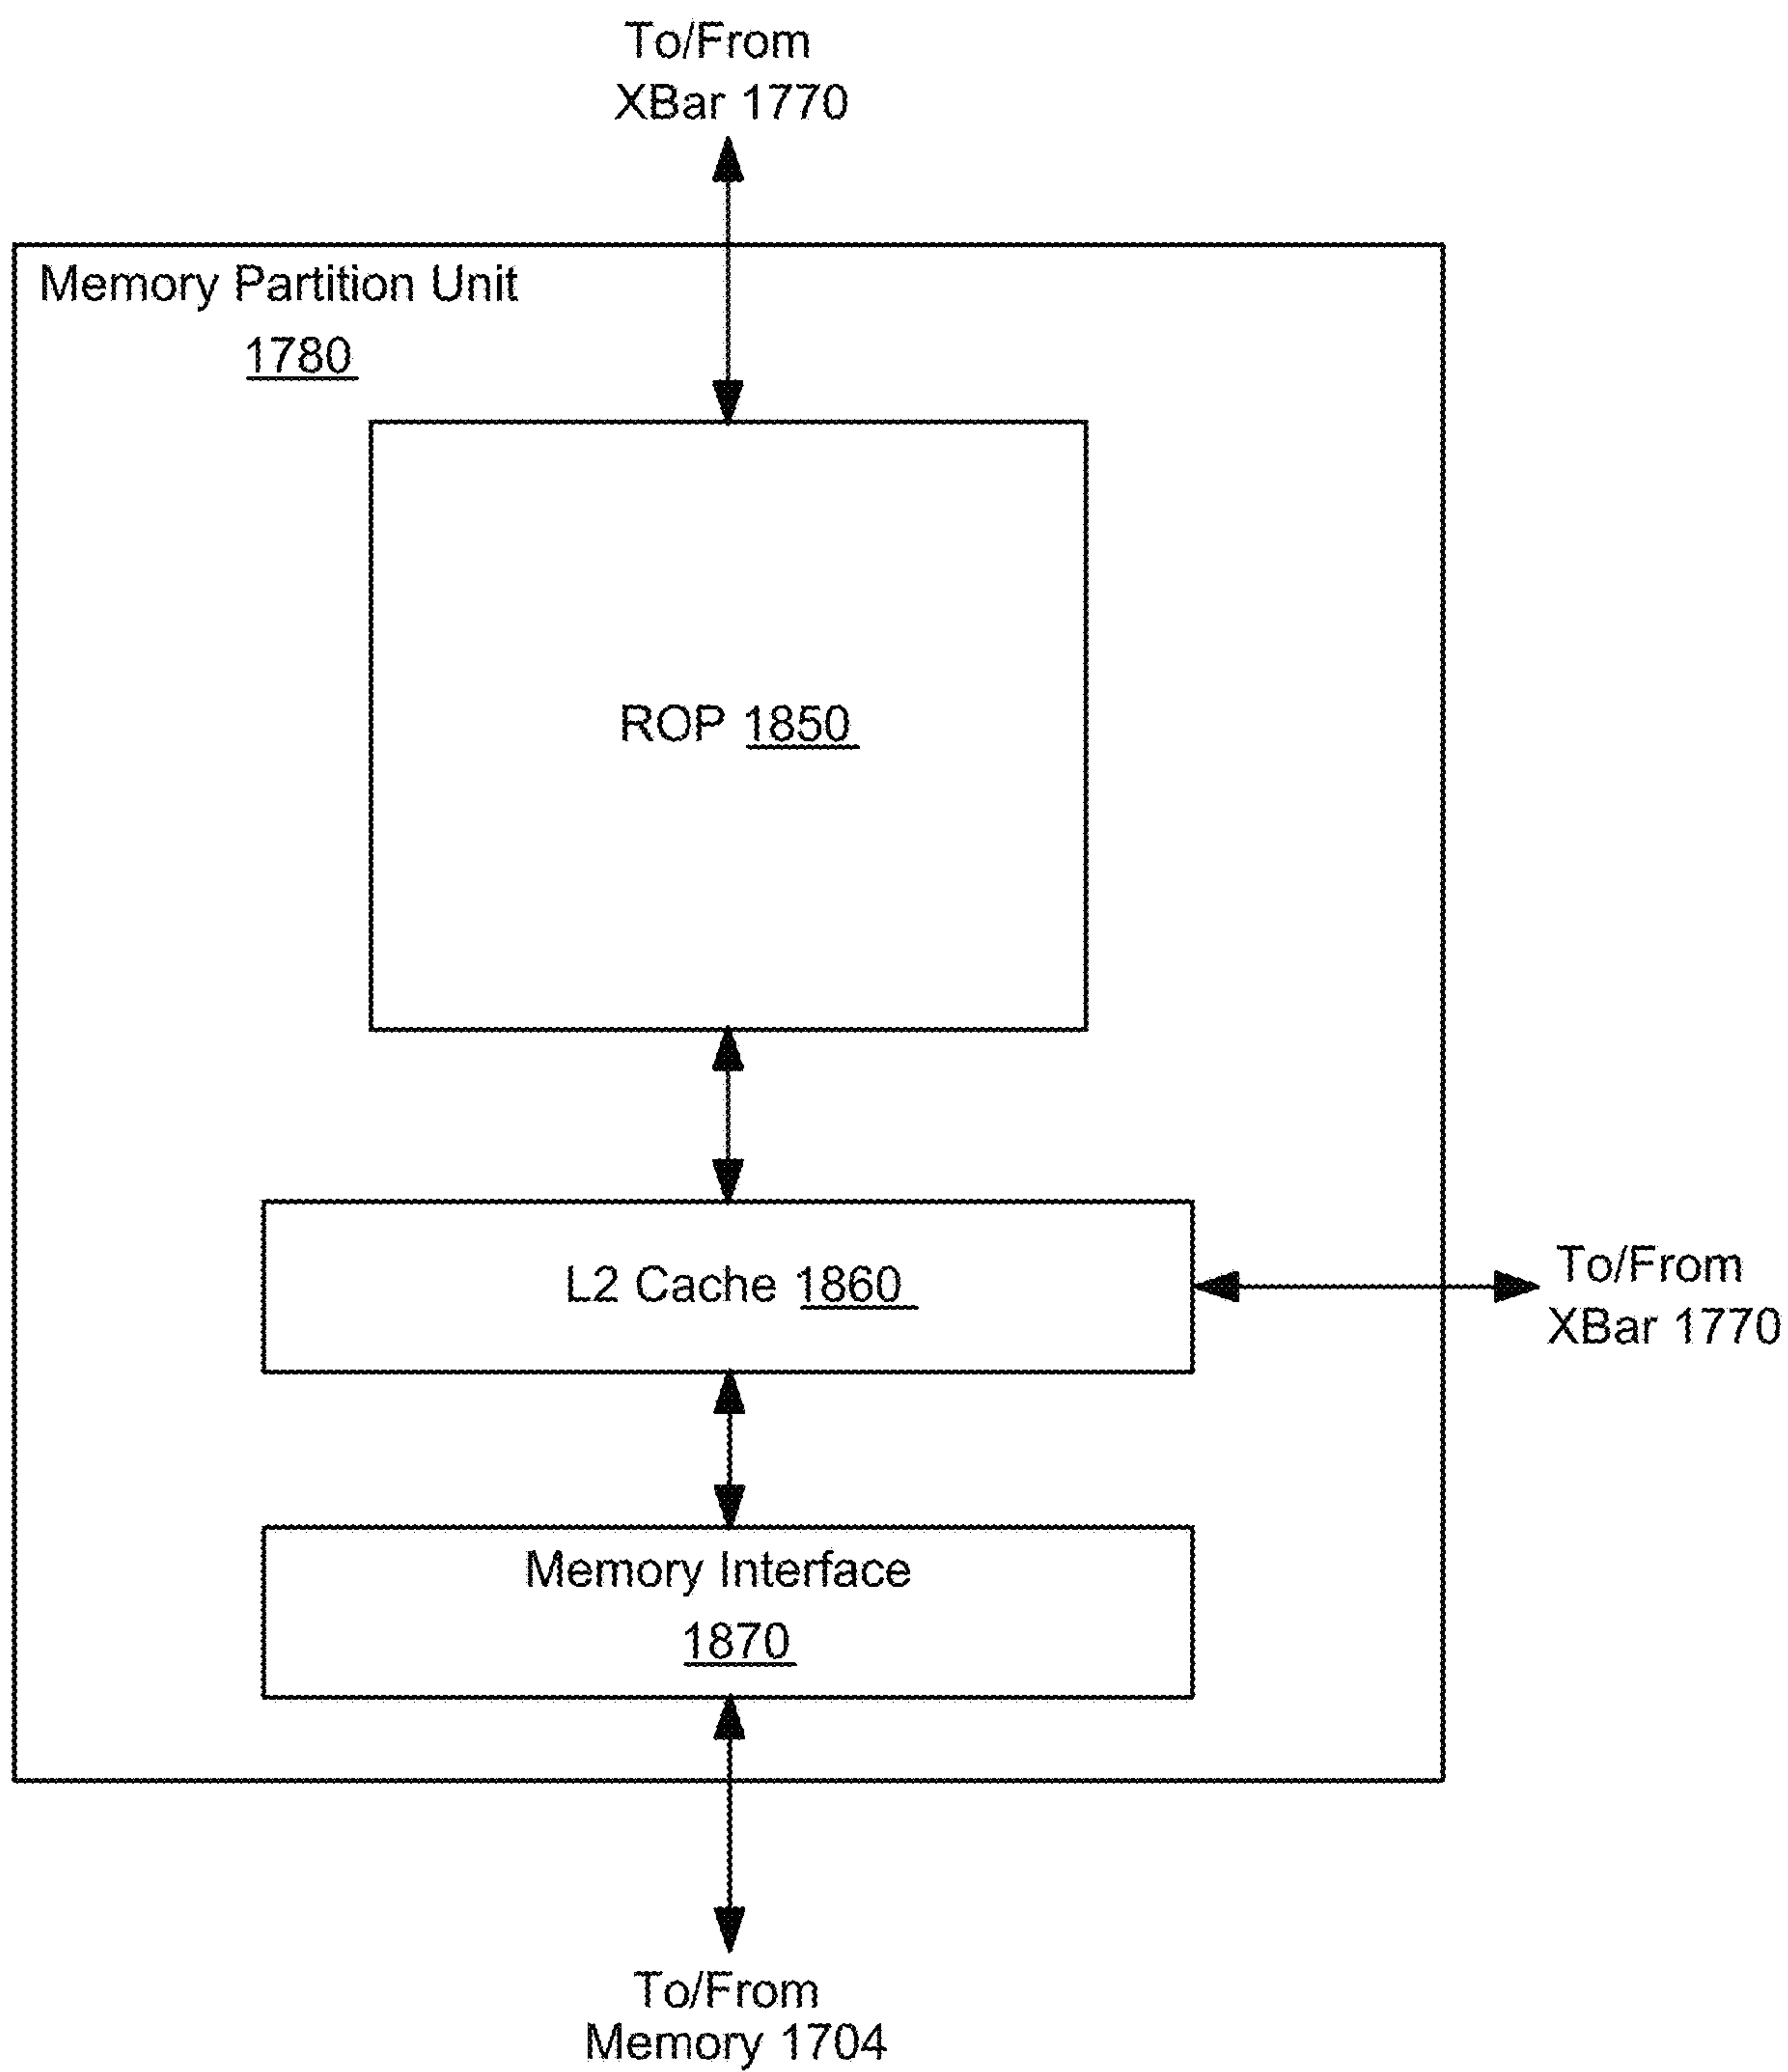 To/From
XBar 1770
Memory Partition Unit
1780
ROP 1850
L2 Cache 1860
To/From
XBar 1770
Memory Interface
1870
To/From
Memory 1704